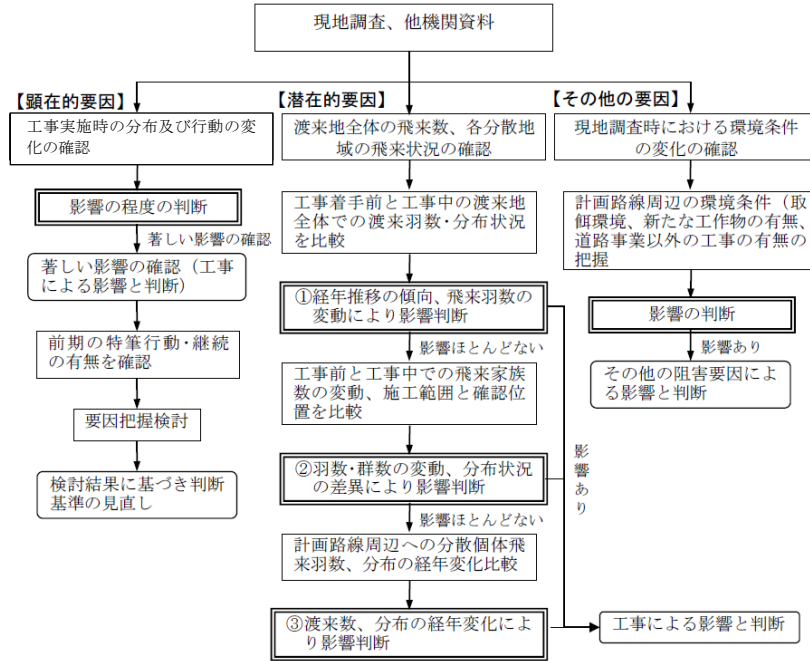 現地調査、他機関資料
【顕在的要因】
工事実施時の分布及び行動の変
化の確認
影響の程度の判断
著しい影響の確認
著しい影響の確認（工事
による影響と判断）
前期の特筆行動・継続
の有無を確認
要因把握検討
検討結果に基づき判断
基準の見直し
【潜在的要因】
渡来地全体の飛来数、各分散地
域の飛来状況の確認
工事着手前と工事中の渡来地
全体での渡来羽数・分布状況
を比較
①経年推移の傾向、飛来羽数の
変動により影響判断
影響ほとんどない
工事前と工事中での飛来家族
数の変動、施工範囲と確認位
置を比較
②羽数・群数の変動、分布状況
の差異により影響判断
影響ほとんどない
計画路線周辺への分散個体飛
来羽数、分布の経年変化比較
③渡来数、分布の経年変化によ
り影響判断
影響あり
工事による影響と判断
【その他の要因】
現地調査時における環境条件
の変化の確認
計画路線周辺の環境条件（取
餌環境、新たな工作物の有無、
道路事業以外の工事の有無の
把握
影響の判断
影響あり
その他の阻害要因によ
る影響と判断